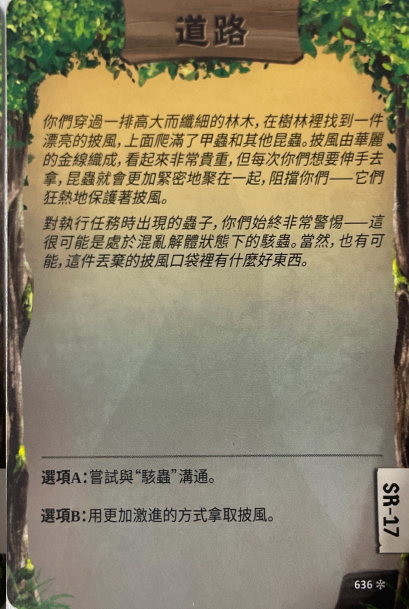 道路
你們穿過一排高大而纖細的林木，在樹林裡找到一件
漂亮的披風，上面爬滿了甲蟲和其他昆蟲。披風由華麗
的金線織成，看起來非常貴重，但每次你們想要伸手去
拿，昆蟲就會更加緊密地聚在一起，阻擋你們——它們
狂熱地保護著披風。
對執行任務時出現的蟲子，你們始終非常警惕——這
很可能是處於混亂解體狀態下的駭蟲。當然，也有可
能，這件丟棄的披風口袋裡有什麼好東西。
選項A：嘗試與“駭蟲”溝通。
選項B：用更加激進的方式拿取披風。
SR-17
636